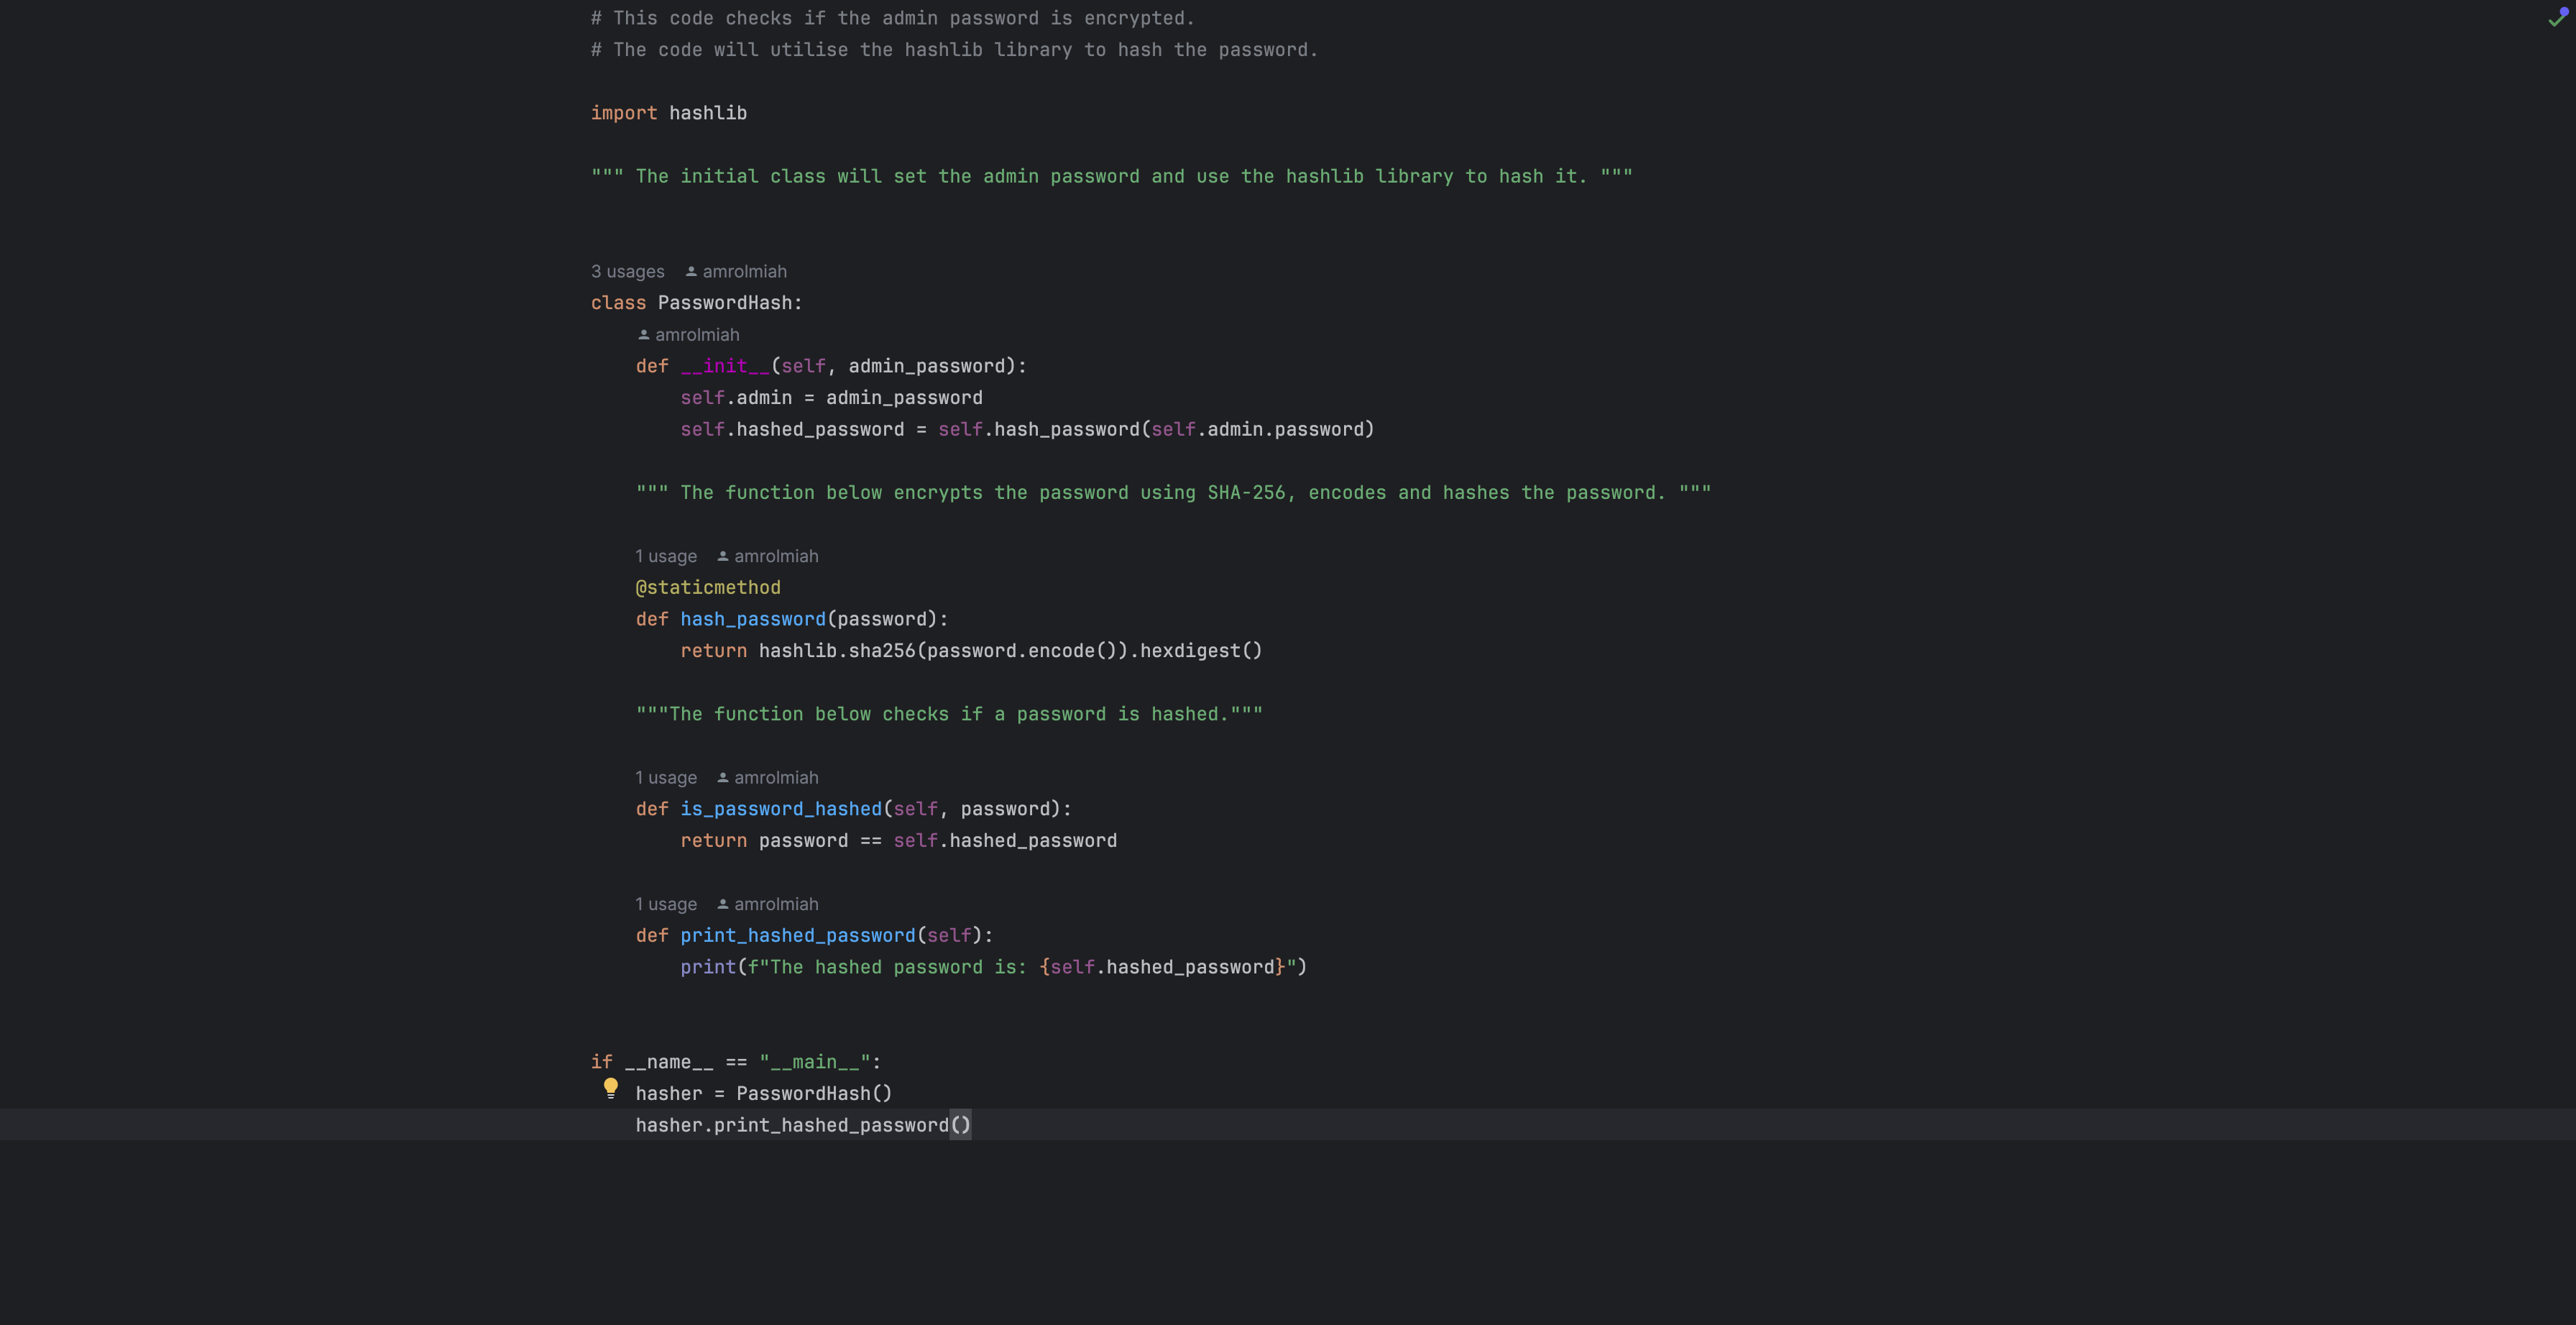 # This code checks if the admin password is encrypted.
# The code will utilise the hashlib library to hash the password.
import hashlib
""" The initial class will set the admin password and use the hashlib library to hash it. """
3 usages amrolmiah
class PasswordHash:
amrolmiah
def __init__(self, admin_password):
self.admin = admin_password
self.hashed_password = self.hash_password(self.admin.password)
""" The function below encrypts the password using SHA-256, encodes and hashes the password. """
1 usage amrolmiah
@staticmethod
def hash_password(password):
return hashlib.sha256(password.encode()).hexdigest()
"""The function below checks if a password is hashed."""
1 usage amrolmiah
def is_password_hashed(self, password):
return password == self.hashed_password
1 usage amrolmiah
def print_hashed_password(self):
print(f"The hashed password is: {self.hashed_password}")
if __name__ == "__main__":
hasher = PasswordHash()
hasher.print_hashed_password()